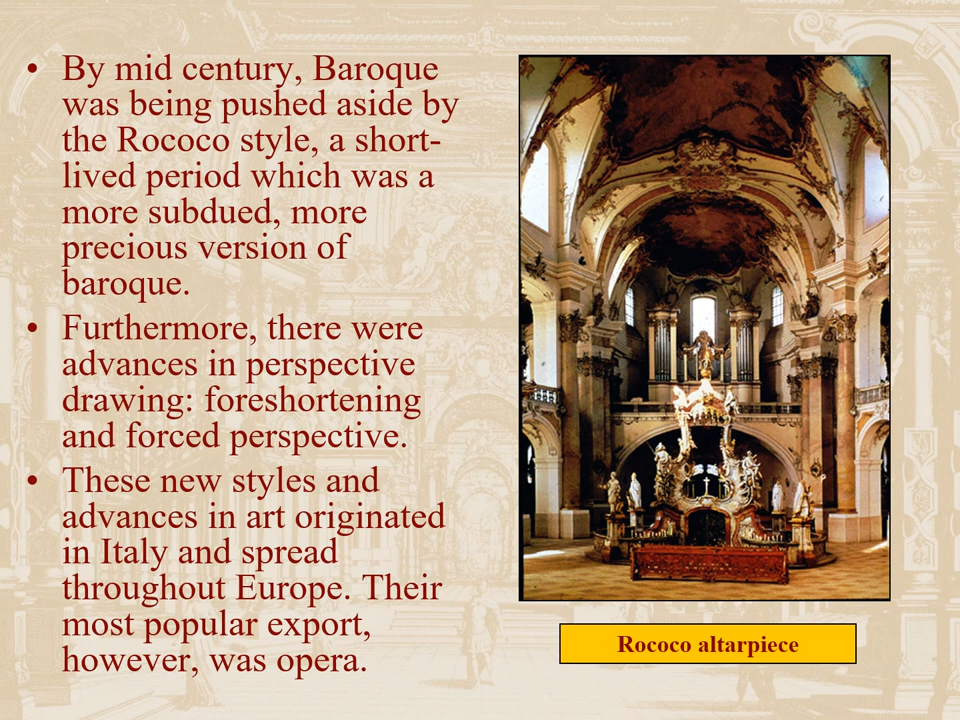 • By mid century, Baroque
was being pushed aside by
the Rococo style, a short-
lived period which was a
more subdued, more
precious version of
baroque.
• Furthermore, there were
advances in perspective
drawing: foreshortening
and forced perspective.
• These new styles and
advances in art originated
in Italy and spread
throughout Europe. Their
most popular export,
however, was opera.
Rococo altarpiece